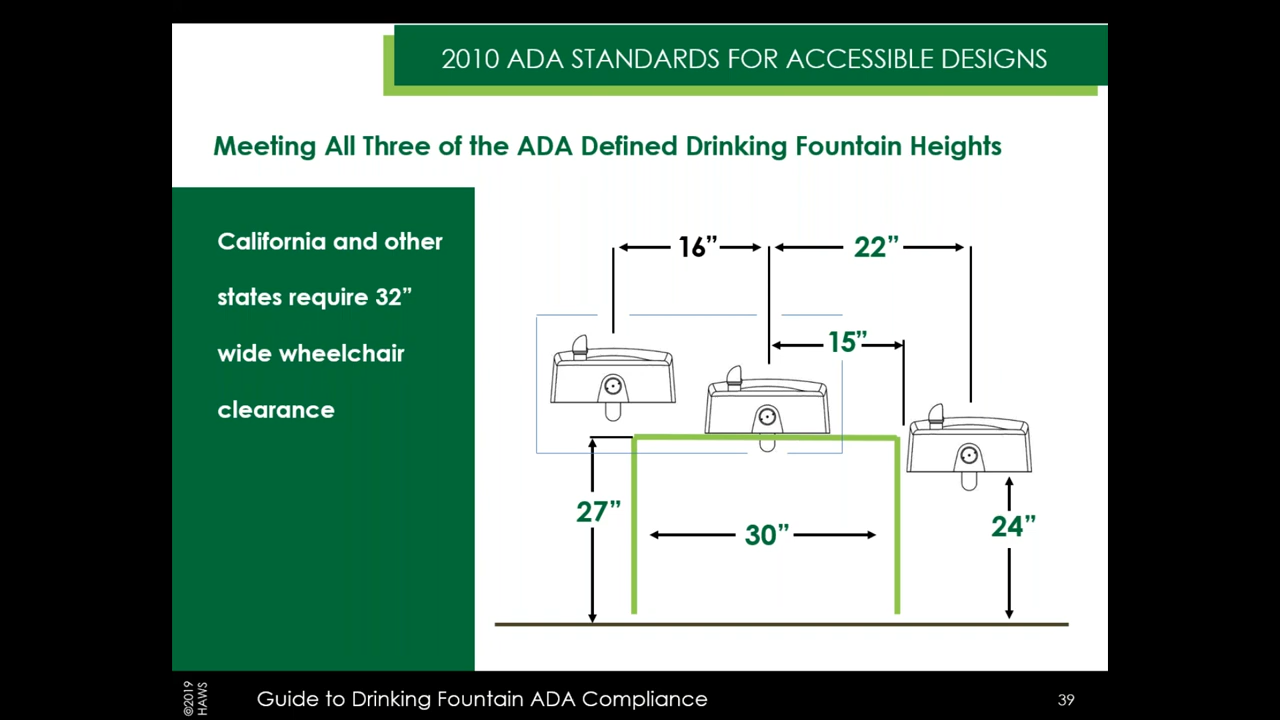 2010 ADA STANDARDS FOR ACCESSIBLE DESIGNS
Meeting All Three of the ADA Defined Drinking Fountain Heights
California and other
states require 32”
wide wheelchair
clearance
16”
22”
15”
27”
30”
24”
©2019
HAWS
Guide to Drinking Fountain ADA Compliance
39